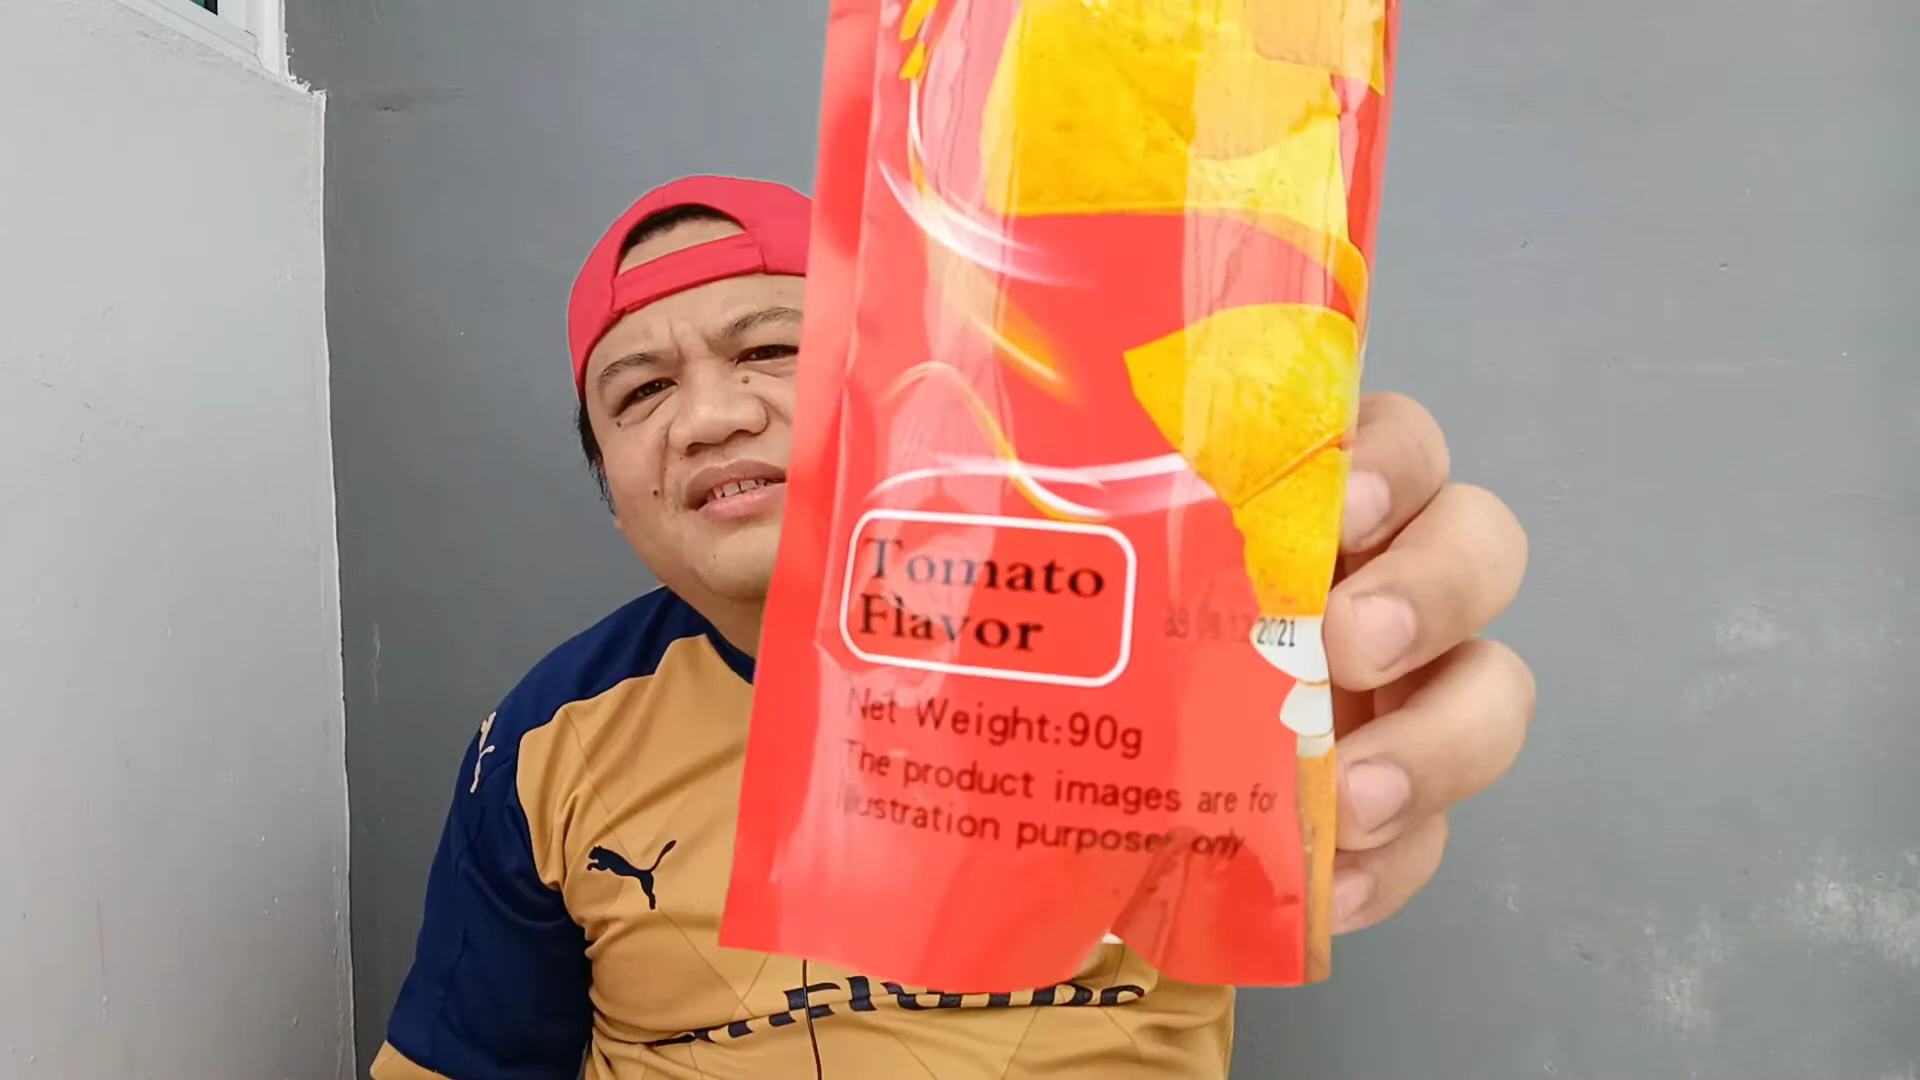 Tomato
Flavor
2021
Net Weight:90g
The product images are for
illustration purposes only